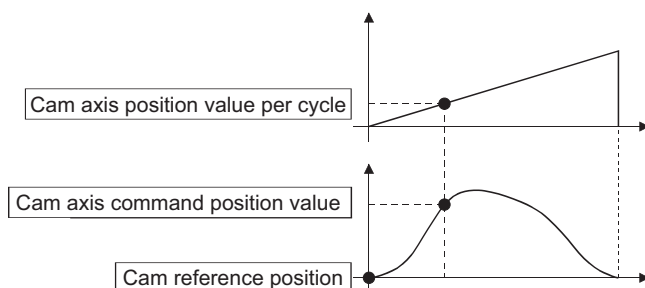 Cam axis position value per cycle
Cam axis command position value
Cam reference position